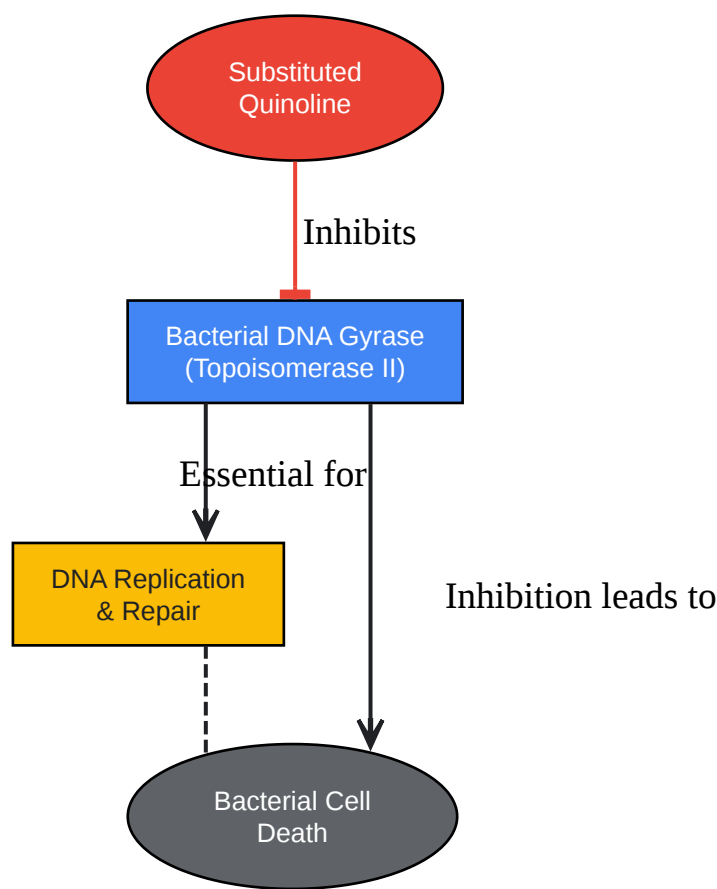 Substituted
Quinoline
Inhibits
Bacterial DNA Gyrase
(Topoisomerase II)
Essential for
DNA Replication
& Repair
Inhibition leads to
Bacterial Cell
Death